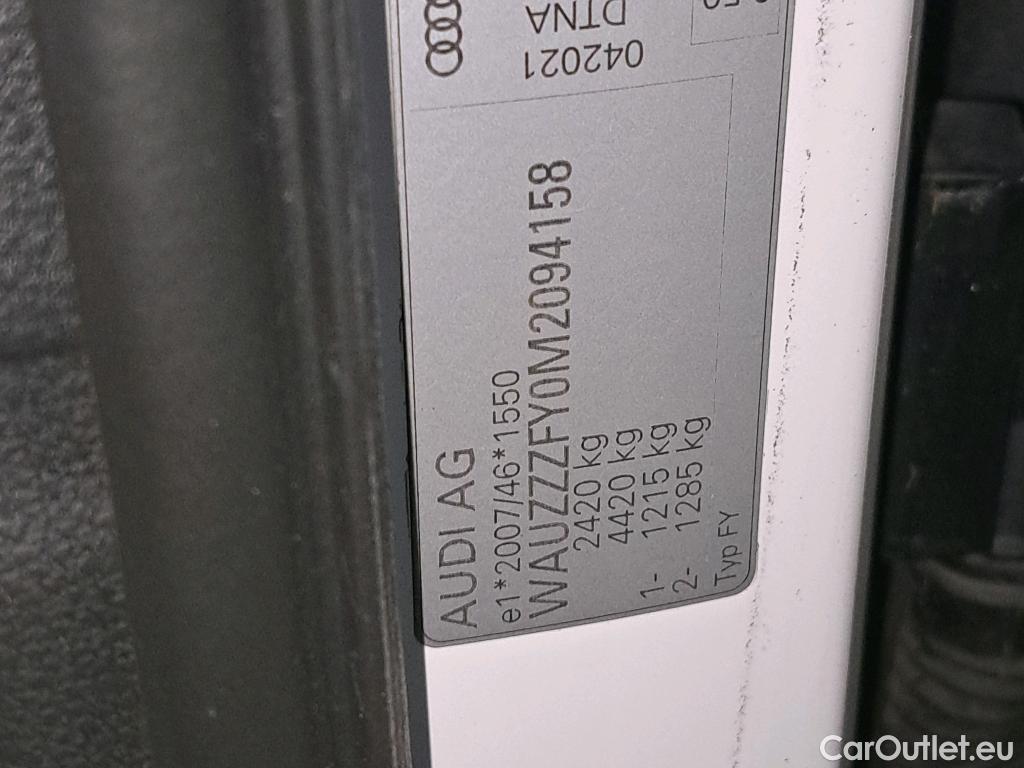 AUDI AG
e1*2007/46*1550
WAUZZZFY0M2094158
2420 kg
4420 kg
1- 1215 kg
2- 1285 kg
Typ FY
042021
DTNA
CarOutlet.eu